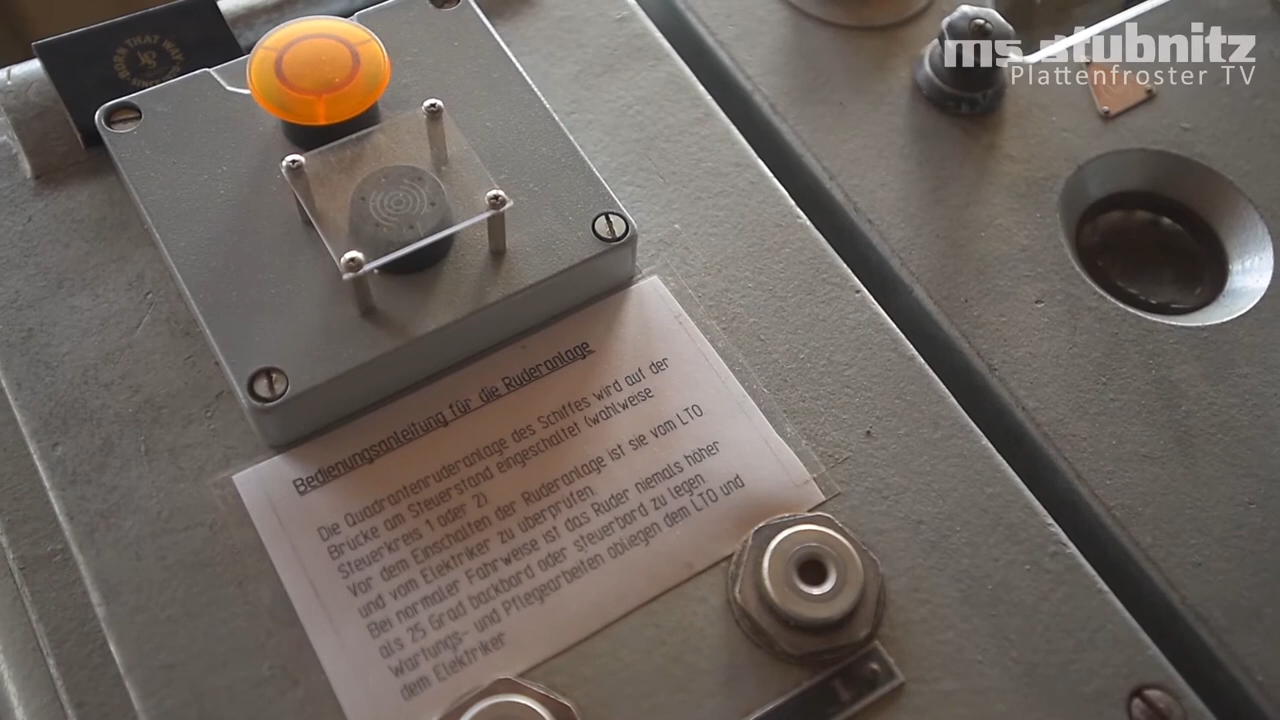 BORN THAT WAY
ms stubnitz
Plattenfroster TV
Bedienungsanleitung für die Ruderanlage
Die Quadrantenruderanlage des Schiffes wird auf der
Brücke am Steuerstand eingeschaltet (wahlweise
Steuerkreis 1 oder 2)
Vor dem Einschalten der Ruderanlage ist sie vom LTO
und vom Elektriker zu überprüfen.
Bei normaler Fahrweise ist das Ruder niemals höher
als 25 Grad backbord oder steuerbord zu legen
Wartungs- und Pflegearbeiten obliegen dem LTO und
dem Elektriker